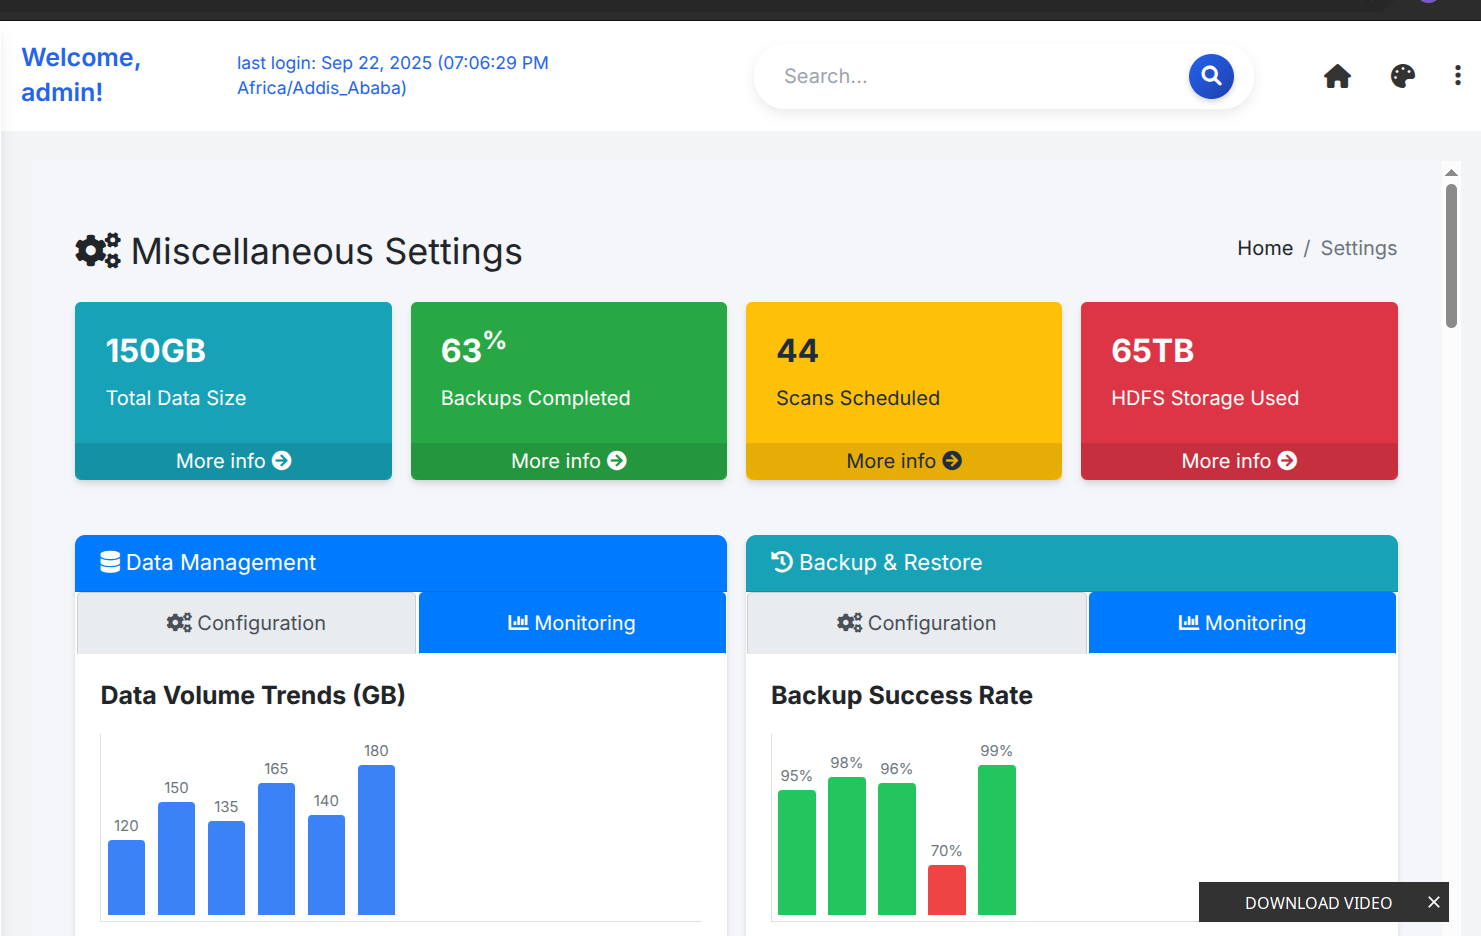 Welcome,
admin!
last login: Sep 22, 2025 (07:06:29 PM
Africa/Addis_Ababa)
Search...
Miscellaneous Settings
Home / Settings
150GB
Total Data Size
More info
63%
Backups Completed
More info
44
Scans Scheduled
More info
65TB
HDFS Storage Used
More info
Data Management
Configuration
Monitoring
Data Volume Trends (GB)
120
150
135
165
140
180
Backup & Restore
Configuration
Monitoring
Backup Success Rate
95%
98%
96%
70%
99%
DOWNLOAD VIDEO